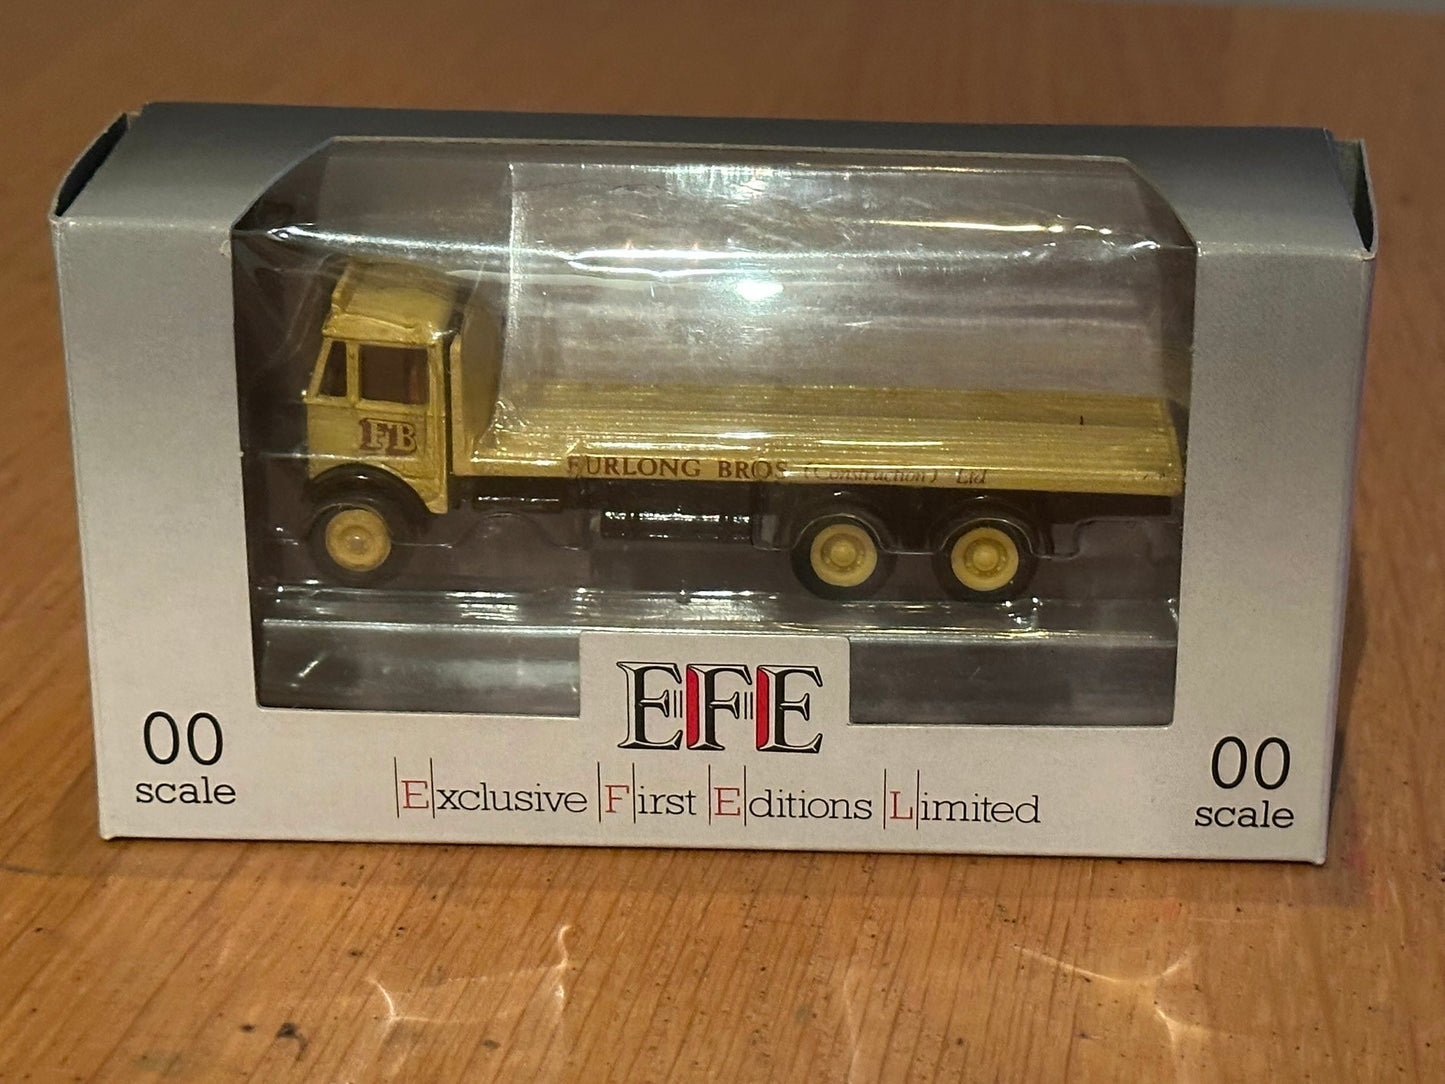 FB
FURLONG BROS (Construction) Ltd
EFE
00
scale
Exclusive First Editions Limited
00
scale